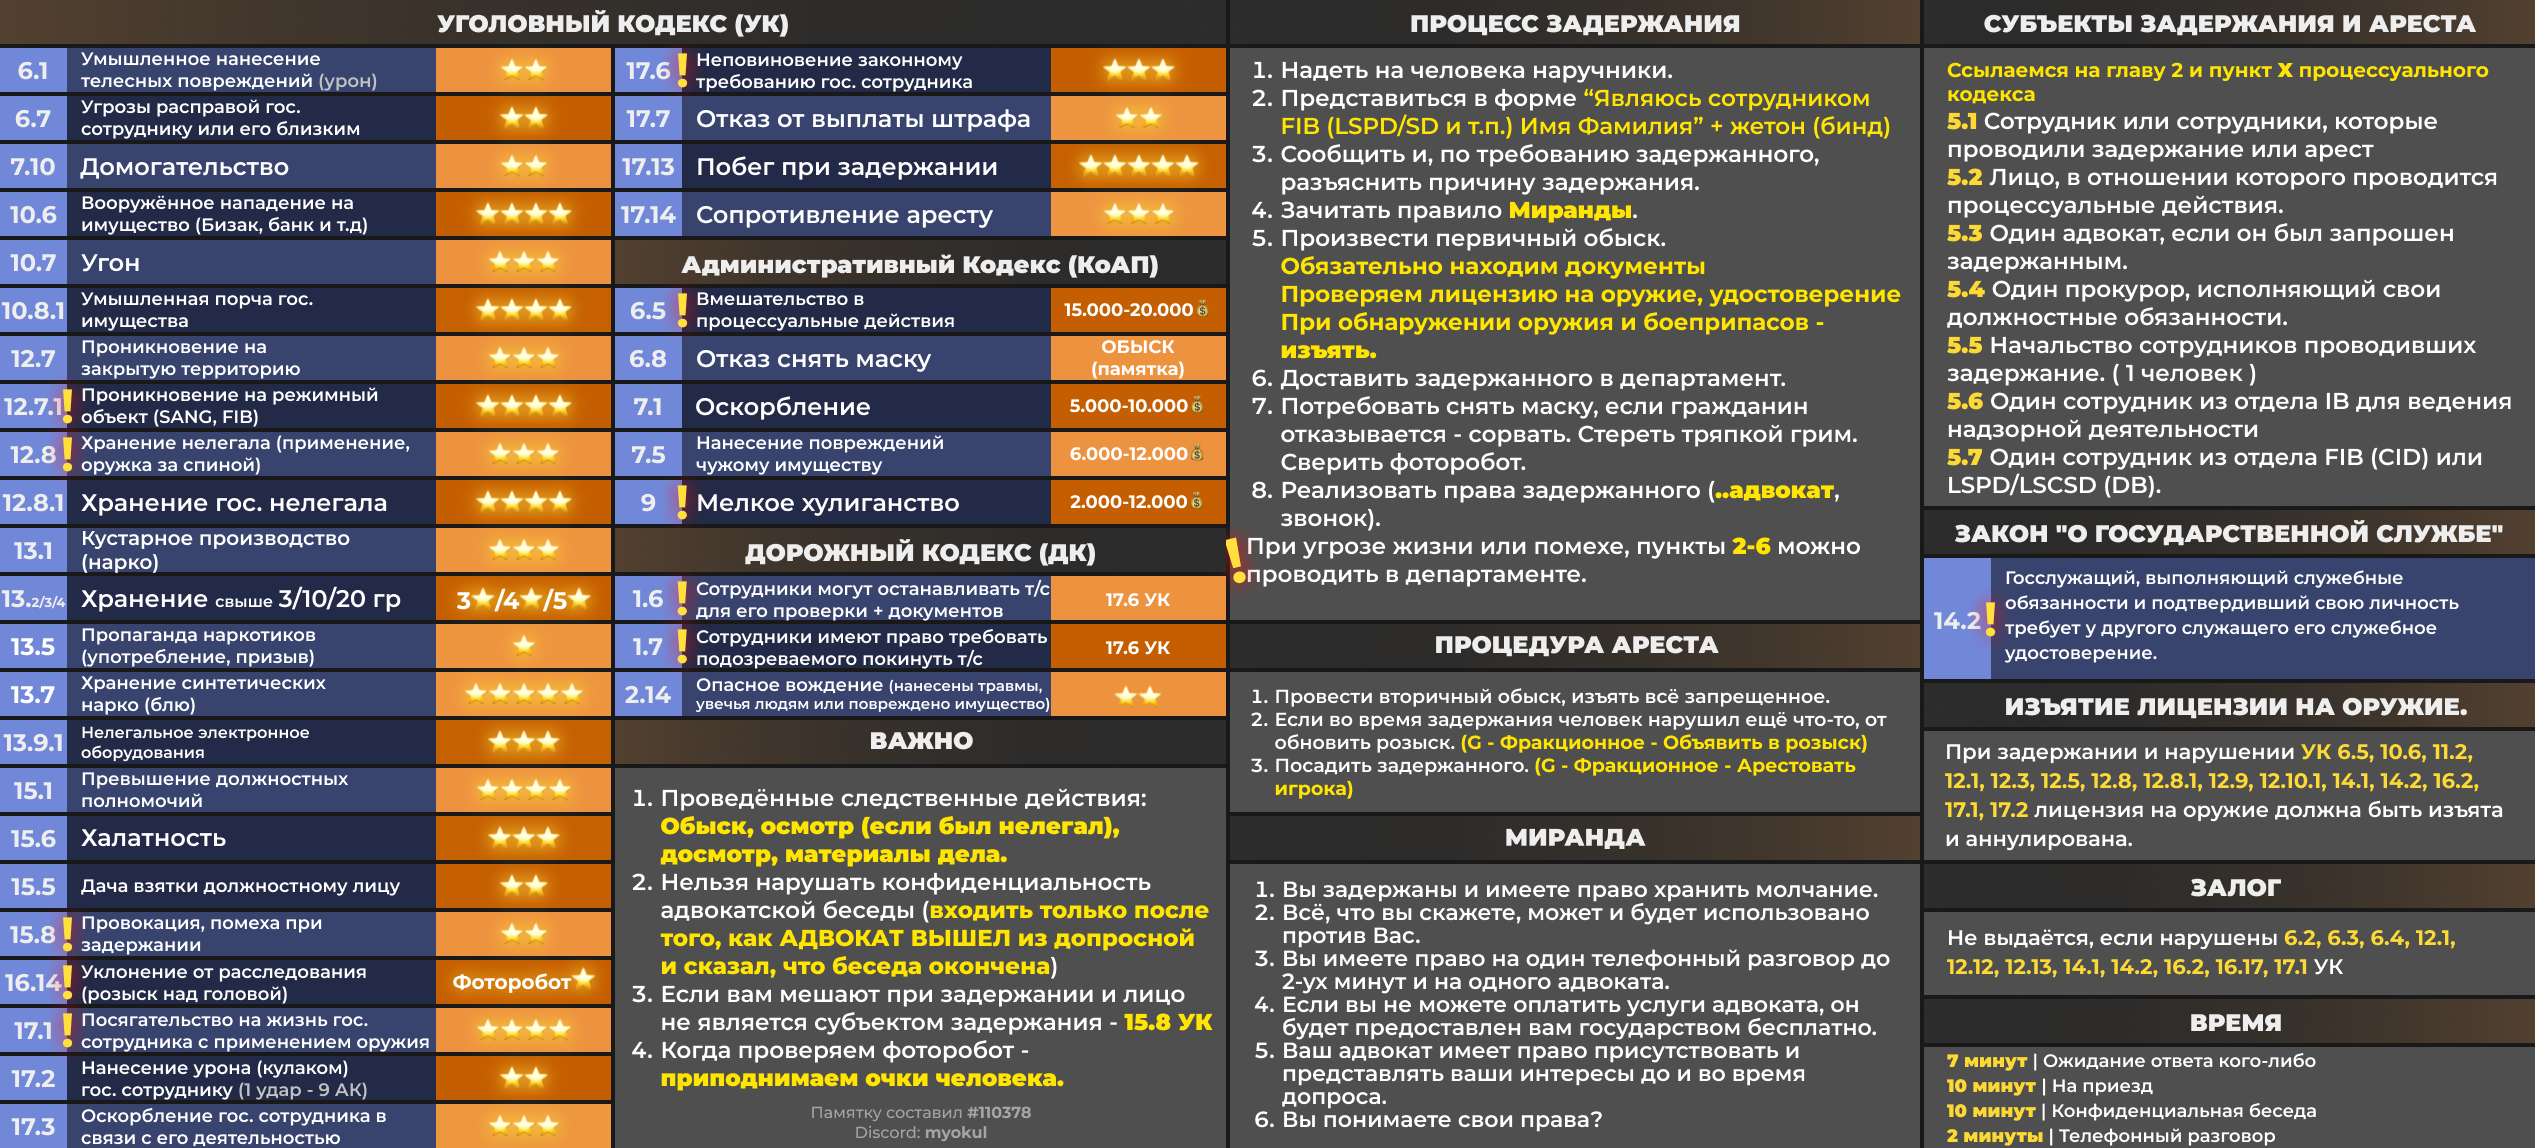 УГОЛОВНЫЙ КОДЕКС (УК)
6.1 Умышленное нанесение
телесных повреждений (урон)
6.7 Угрозы расправой гос.
сотруднику или его близким
7.10 Домогательство
10.6 Вооружённое нападение на
имущество (Бизак, банк и т.д)
10.7 Угон
10.8.1 Умышленная порча гос.
имущества
12.7 Проникновение на
закрытую территорию
12.7.1 Проникновение на режимный
объект (SANG, FIB)
12.8 Хранение нелегала (применение,
оружка за спиной)
12.8.1 Хранение гос. нелегала
13.1 Кустарное производство
(нарко)
13.2/3/4 Хранение свыше 3/10/20 гр 3⭐/4⭐/5⭐
13.5 Пропаганда наркотиков
(употребление, призыв)
13.7 Хранение синтетических
нарко (блю)
13.9.1 Нелегальное электронное
оборудования
15.1 Превышение должностных
полномочий
15.6 Халатность
15.5 Дача взятки должностному лицу
15.8 Провокация, помеха при
задержании
16.14 Уклонение от расследования
(розыск над головой) Фоторобот⭐
17.1 Посягательство на жизнь гос.
сотрудника с применением оружия
17.2 Нанесение урона (кулаком)
гос. сотруднику (1 удар - 9 АК)
17.3 Оскорбление гос. сотрудника в
связи с его деятельностью
17.6 Неповиновение законному
требованию гос. сотрудника
17.7 Отказ от выплаты штрафа
17.13 Побег при задержании
17.14 Сопротивление аресту
Административный Кодекс (КоАП)
6.5 Вмешательство в
процессуальные действия 15.000-20.000
6.8 Отказ снять маску ОБЫСК
(памятка)
7.1 Оскорбление 5.000-10.000
7.5 Нанесение повреждений
чужому имуществу 6.000-12.000
9 Мелкое хулиганство 2.000-12.000
ДОРОЖНЫЙ КОДЕКС (ДК)
1.6 Сотрудники могут останавливать т/с
для его проверки + документов 17.6 УК
1.7 Сотрудники имеют право требовать
подозреваемого покинуть т/с 17.6 УК
2.14 Опасное вождение (нанесены травмы,
увечья людям или повреждено имущество)
ВАЖНО
1. Проведённые следственные действия:
Обыск, осмотр (если был нелегал),
досмотр, материалы дела.
2. Нельзя нарушать конфиденциальность
адвокатской беседы (входить только после
того, как АДВОКАТ ВЫШЕЛ из допросной
и сказал, что беседа окончена)
3. Если вам мешают при задержании и лицо
не является субъектом задержания - 15.8 УК
4. Когда проверяем фоторобот -
приподнимаем очки человека.
Памятку составил #110378
Discord: myokul
ПРОЦЕСС ЗАДЕРЖАНИЯ
1. Надеть на человека наручники.
2. Представиться в форме “Являюсь сотрудником
FIB (LSPD/SD и т.п.) Имя Фамилия” + жетон (бинд)
3. Сообщить и, по требованию задержанного,
разъяснить причину задержания.
4. Зачитать правило Миранды.
5. Произвести первичный обыск.
Обязательно находим документы
Проверяем лицензию на оружие, удостоверение
При обнаружении оружия и боеприпасов -
изъять.
6. Доставить задержанного в департамент.
7. Потребовать снять маску, если гражданин
отказывается - сорвать. Стереть тряпкой грим.
Сверить фоторобот.
8. Реализовать права задержанного (..адвокат,
звонок).
При угрозе жизни или помехе, пункты 2-6 можно
проводить в департаменте.
ПРОЦЕДУРА АРЕСТА
1. Провести вторичный обыск, изъять всё запрещенное.
2. Если во время задержания человек нарушил ещё что-то, от
обновить розыск. (G - Фракционное - Объявить в розыск)
3. Посадить задержанного. (G - Фракционное - Арестовать
игрока)
МИРАНДА
1. Вы задержаны и имеете право хранить молчание.
2. Всё, что вы скажете, может и будет использовано
против Вас.
3. Вы имеете право на один телефонный разговор до
2-ух минут и на одного адвоката.
4. Если вы не можете оплатить услуги адвоката, он
будет предоставлен вам государством бесплатно.
5. Ваш адвокат имеет право присутствовать и
представлять ваши интересы до и во время
допроса.
6. Вы понимаете свои права?
СУБЪЕКТЫ ЗАДЕРЖАНИЯ И АРЕСТА
Ссылаемся на главу 2 и пункт X процессуального
кодекса
5.1 Сотрудник или сотрудники, которые
проводили задержание или арест
5.2 Лицо, в отношении которого проводится
процессуальные действия.
5.3 Один адвокат, если он был запрошен
задержанным.
5.4 Один прокурор, исполняющий свои
должностные обязанности.
5.5 Начальство сотрудников проводивших
задержание. ( 1 человек )
5.6 Один сотрудник из отдела IB для ведения
надзорной деятельности
5.7 Один сотрудник из отдела FIB (CID) или
LSPD/LSCSD (DB).
ЗАКОН "О ГОСУДАРСТВЕННОЙ СЛУЖБЕ"
14.2 Госслужащий, выполняющий служебные
обязанности и подтвердивший свою личность
требует у другого служащего его служебное
удостоверение.
ИЗЪЯТИЕ ЛИЦЕНЗИИ НА ОРУЖИЕ.
При задержании и нарушении УК 6.5, 10.6, 11.2,
12.1, 12.3, 12.5, 12.8, 12.8.1, 12.9, 12.10.1, 14.1, 14.2, 16.2,
17.1, 17.2 лицензия на оружие должна быть изъята
и аннулирована.
ЗАЛОГ
Не выдаётся, если нарушены 6.2, 6.3, 6.4, 12.1,
12.12, 12.13, 14.1, 14.2, 16.2, 16.17, 17.1 УК
ВРЕМЯ
7 минут | Ожидание ответа кого-либо
10 минут | На приезд
10 минут | Конфиденциальная беседа
2 минуты | Телефонный разговор